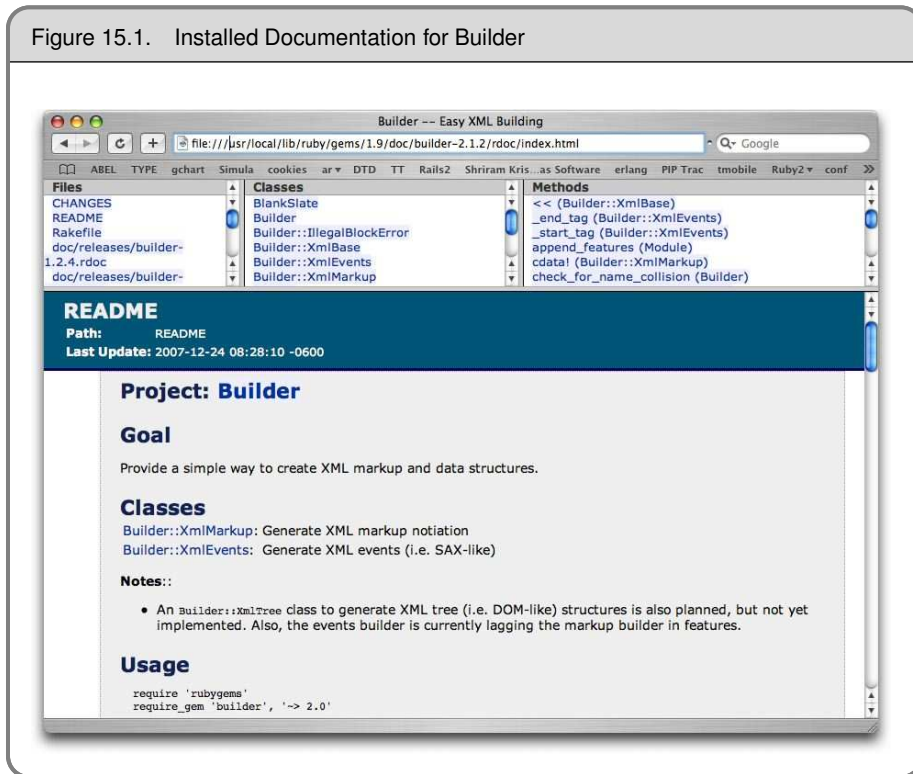 Figure 15.1. Installed Documentation for Builder
Builder -- Easy XML Building
file:///usr/local/lib/ruby/gems/1.9/doc/builder-2.1.2/rdoc/index.html
Google
ABEL TYPE gchart Simula cookies ar DTD TT Rails2 Shriram Kris...as Software erlang PIP Trac tmobile Ruby2 conf
Files
CHANGES
README
Rakefile
doc/releases/builder-
1.2.4.rdoc
doc/releases/builder-
Classes
BlankSlate
Builder
Builder::IllegalBlockError
Builder::XmlBase
Builder::XmlEvents
Builder::XmlMarkup
Methods
<< (Builder::XmlBase)
_end_tag (Builder::XmlEvents)
_start_tag (Builder::XmlEvents)
append_features (Module)
cdata! (Builder::XmlMarkup)
check_for_name_collision (Builder)
README
Path: README
Last Update: 2007-12-24 08:28:10 -0600
Project: Builder
Goal
Provide a simple way to create XML markup and data structures.
Classes
Builder::XmlMarkup: Generate XML markup notiation
Builder::XmlEvents: Generate XML events (i.e. SAX-like)
Notes::
• An Builder::XmlTree class to generate XML tree (i.e. DOM-like) structures is also planned, but not yet
implemented. Also, the events builder is currently lagging the markup builder in features.
Usage
require 'rubygems'
require_gem 'builder', '~> 2.0'